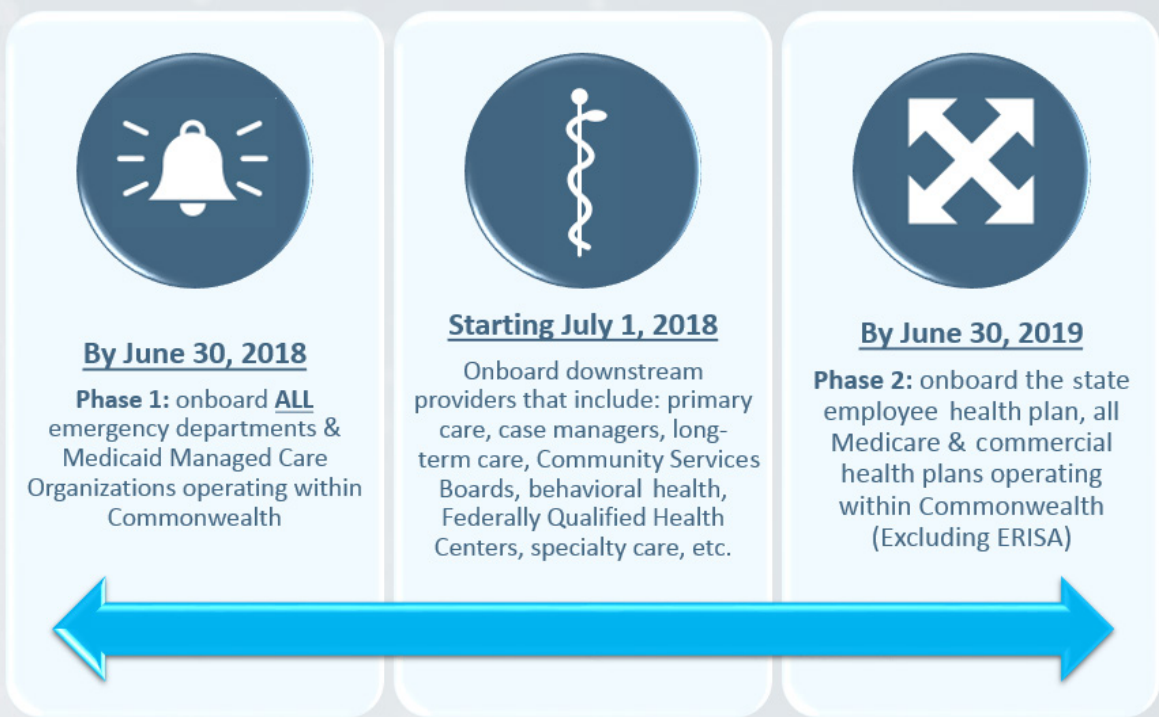 By June 30, 2018
Phase 1: onboard ALL
emergency departments &
Medicaid Managed Care
Organizations operating within
Commonwealth
Starting July 1, 2018
Onboard downstream
providers that include: primary
care, case managers, long-
term care, Community Services
Boards, behavioral health,
Federally Qualified Health
Centers, specialty care, etc.
By June 30, 2019
Phase 2: onboard the state
employee health plan, all
Medicare & commercial
health plans operating
within Commonwealth
(Excluding ERISA)